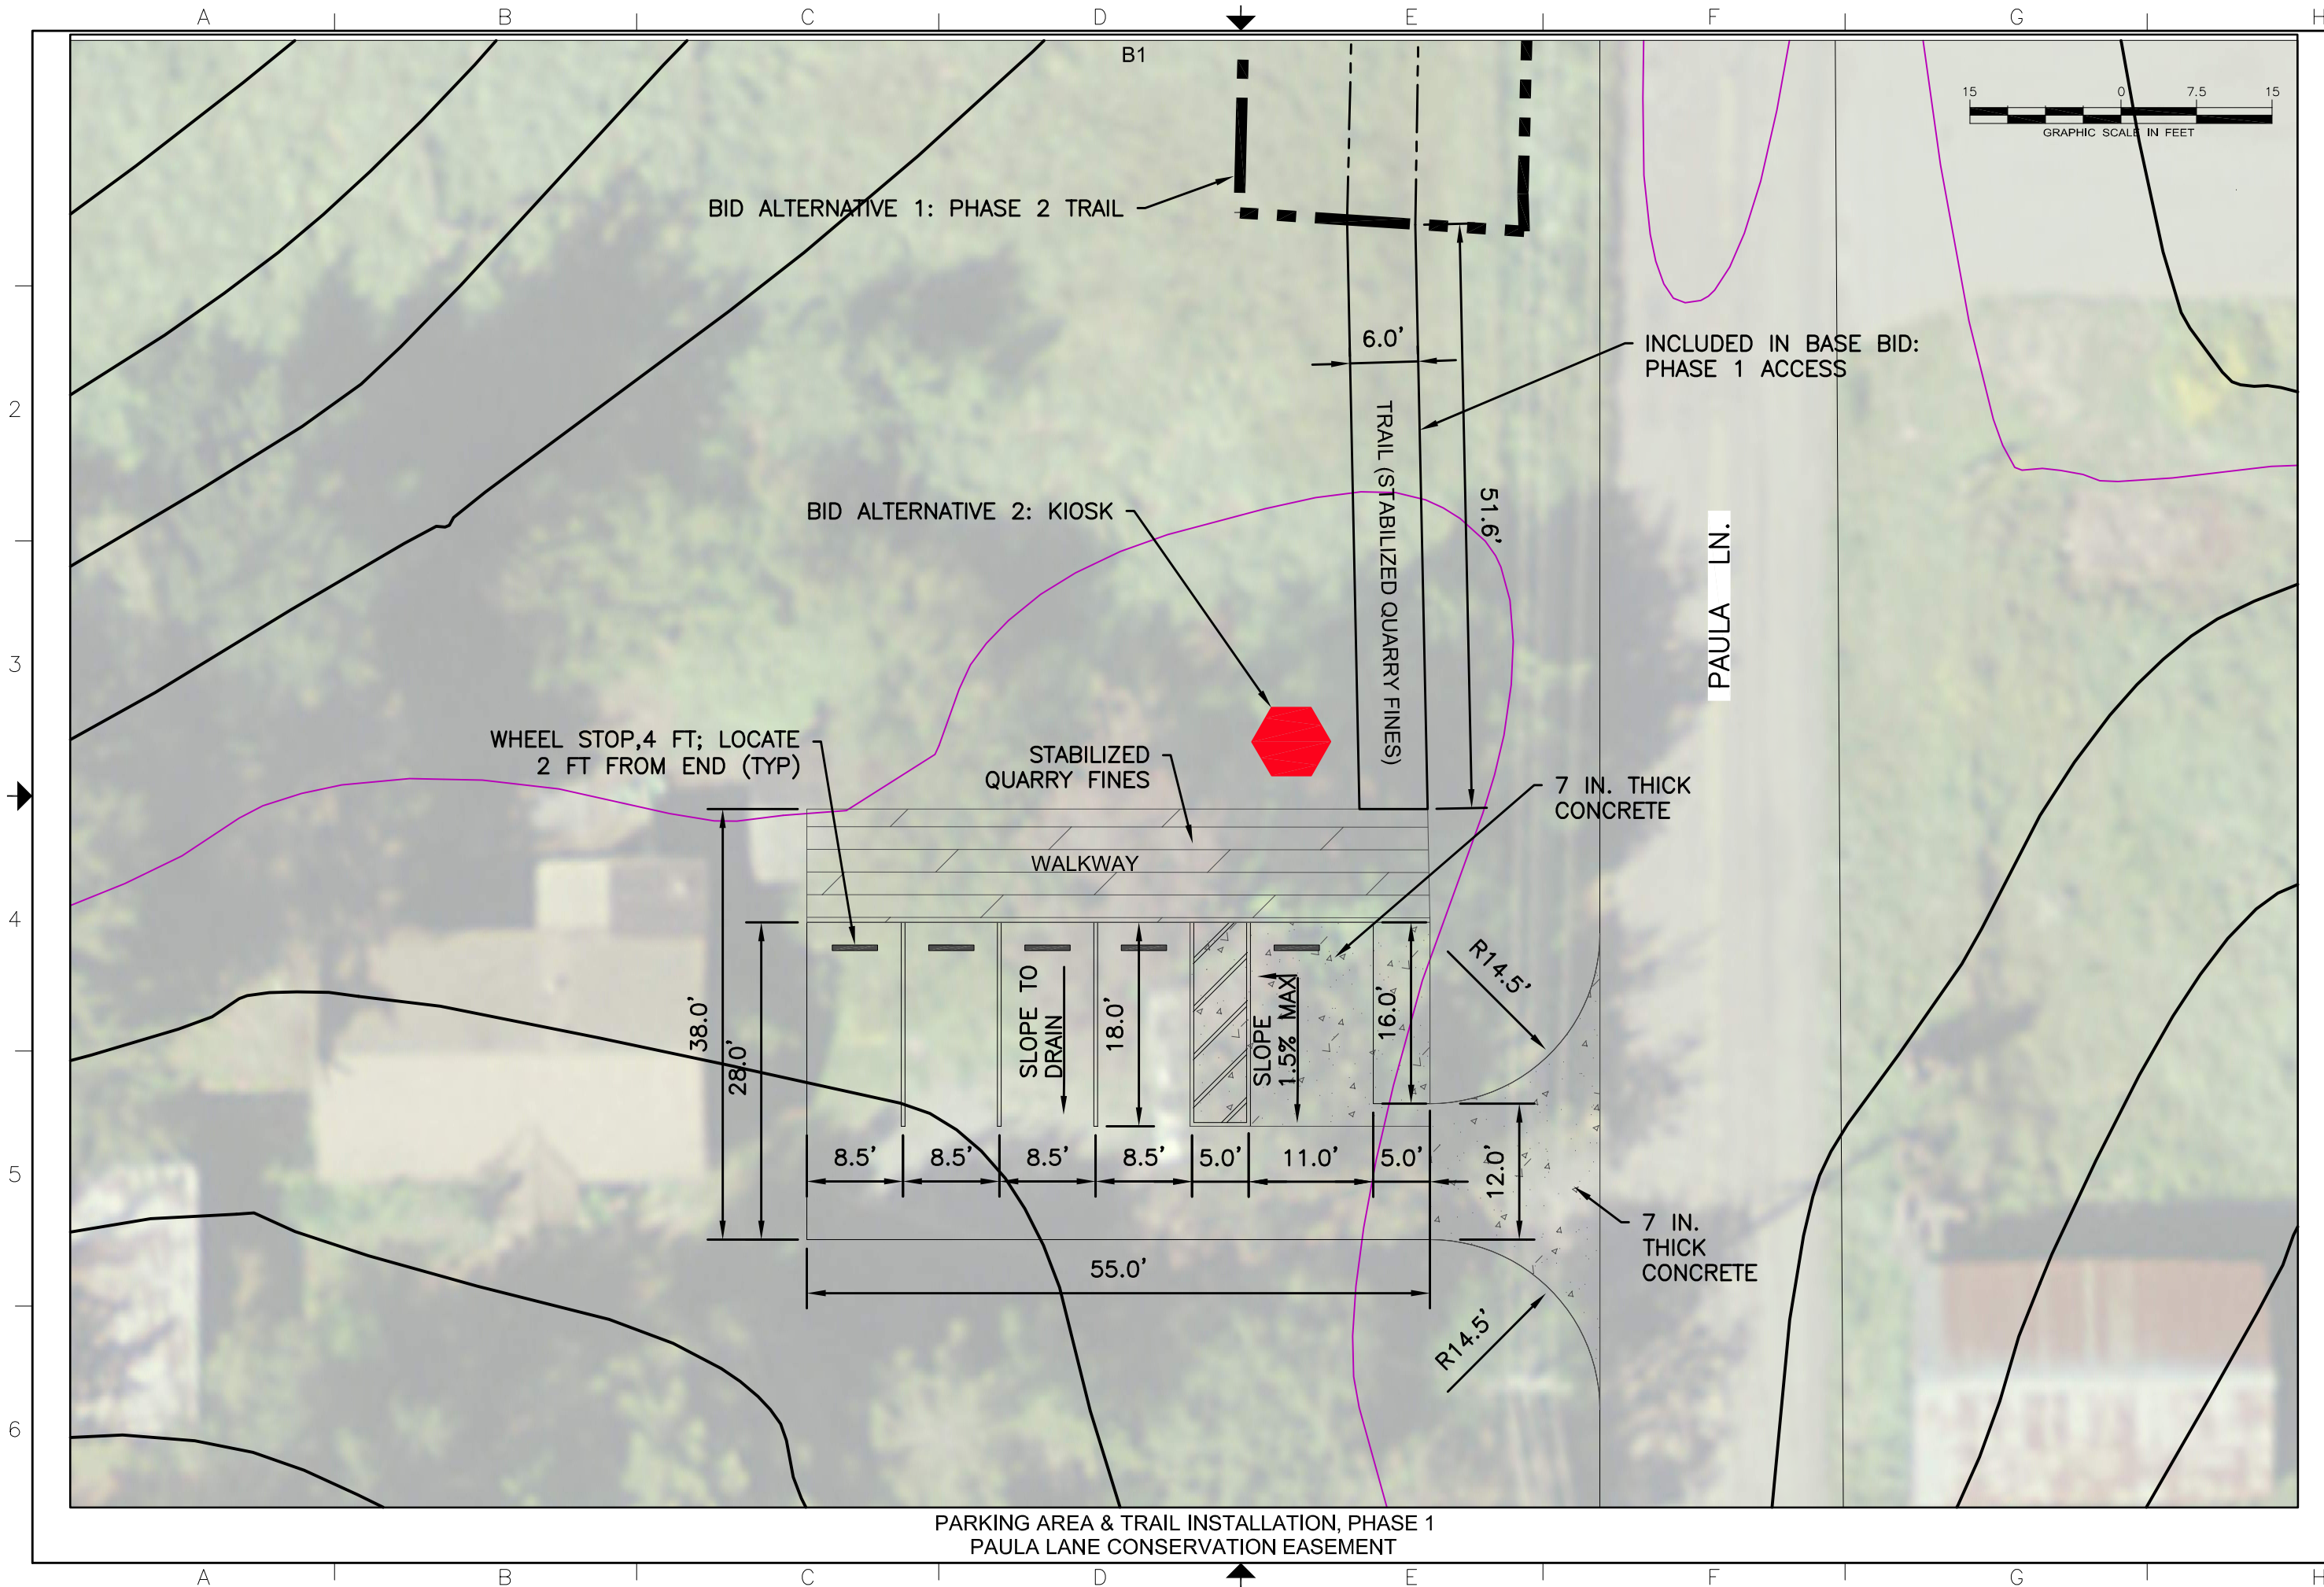 A B C D E F G H
B1
15 0 7.5 15
GRAPHIC SCALE IN FEET
BID ALTERNATIVE 1: PHASE 2 TRAIL
6.0'
INCLUDED IN BASE BID:
PHASE 1 ACCESS
2
TRAIL (STABILIZED QUARRY FINES)
51.6'
BID ALTERNATIVE 2: KIOSK
PAULA LN.
3
WHEEL STOP,4 FT; LOCATE
2 FT FROM END (TYP)
STABILIZED
QUARRY FINES
7 IN. THICK
CONCRETE
WALKWAY
4
R14.5'
38.0'
28.0'
SLOPE TO
DRAIN
18.0'
SLOPE
1.5% MAX
16.0'
5
8.5' 8.5' 8.5' 8.5' 5.0' 11.0' 5.0'
12.0'
7 IN.
THICK
CONCRETE
55.0'
R14.5'
6
PARKING AREA & TRAIL INSTALLATION, PHASE 1
PAULA LANE CONSERVATION EASEMENT
A B C D E F G H